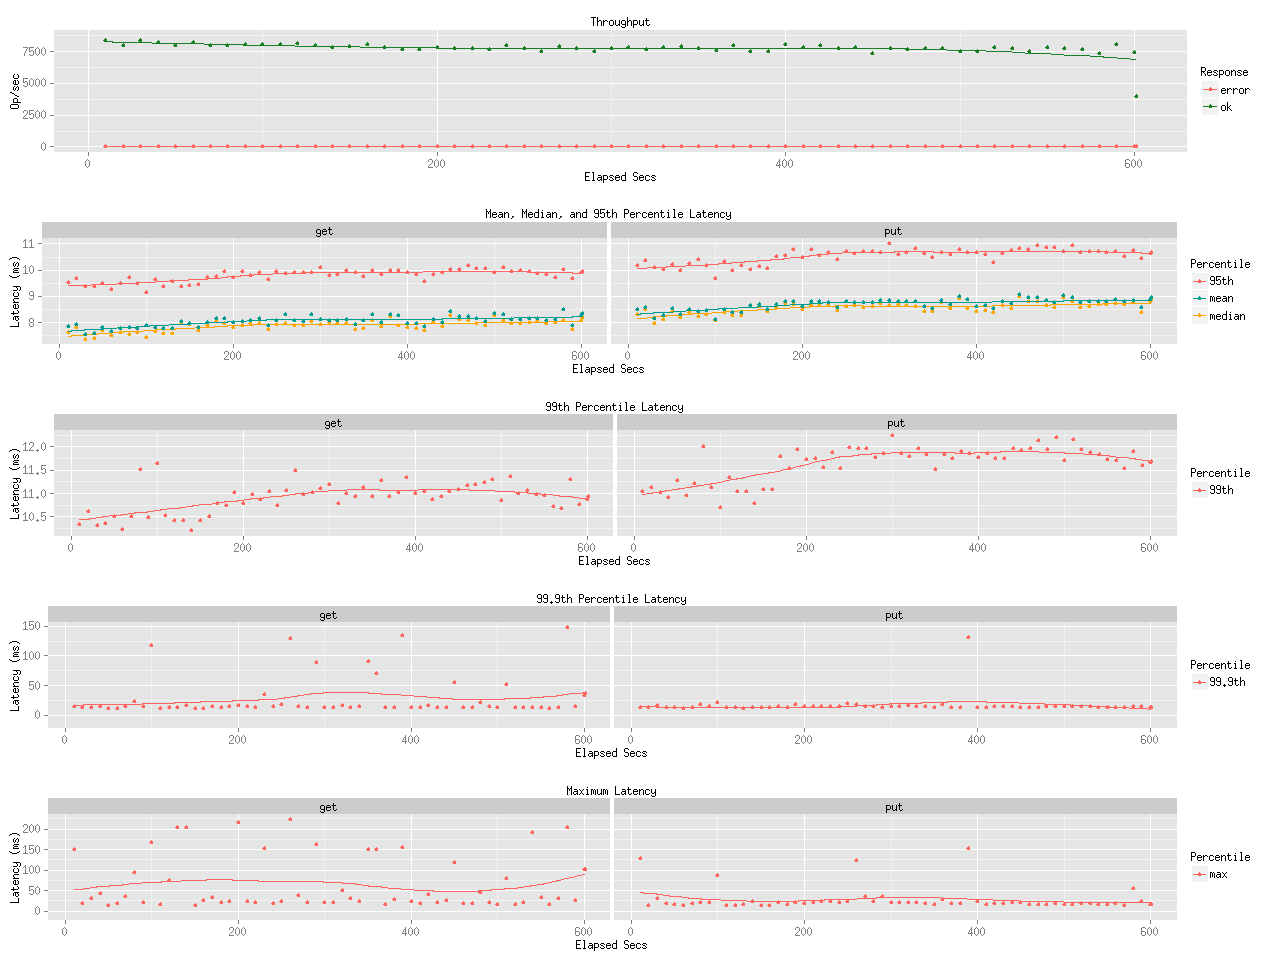 Throughput
Op/sec
7500
5000
2500
0
0 200 400 600
Elapsed Secs
Response
error
ok
Mean, Median, and 95th Percentile Latency
get put
Latency (ms)
11
10
9
8
0 200 400 600 0 200 400 600
Elapsed Secs
Percentile
95th
mean
median
99th Percentile Latency
get put
Latency (ms)
12.0
11.5
11.0
10.5
0 200 400 600 0 200 400 600
Elapsed Secs
Percentile
99th
99.9th Percentile Latency
get put
Latency (ms)
150
100
50
0
0 200 400 600 0 200 400 600
Elapsed Secs
Percentile
99.9th
Maximum Latency
get put
Latency (ms)
200
150
100
50
0
0 200 400 600 0 200 400 600
Elapsed Secs
Percentile
max